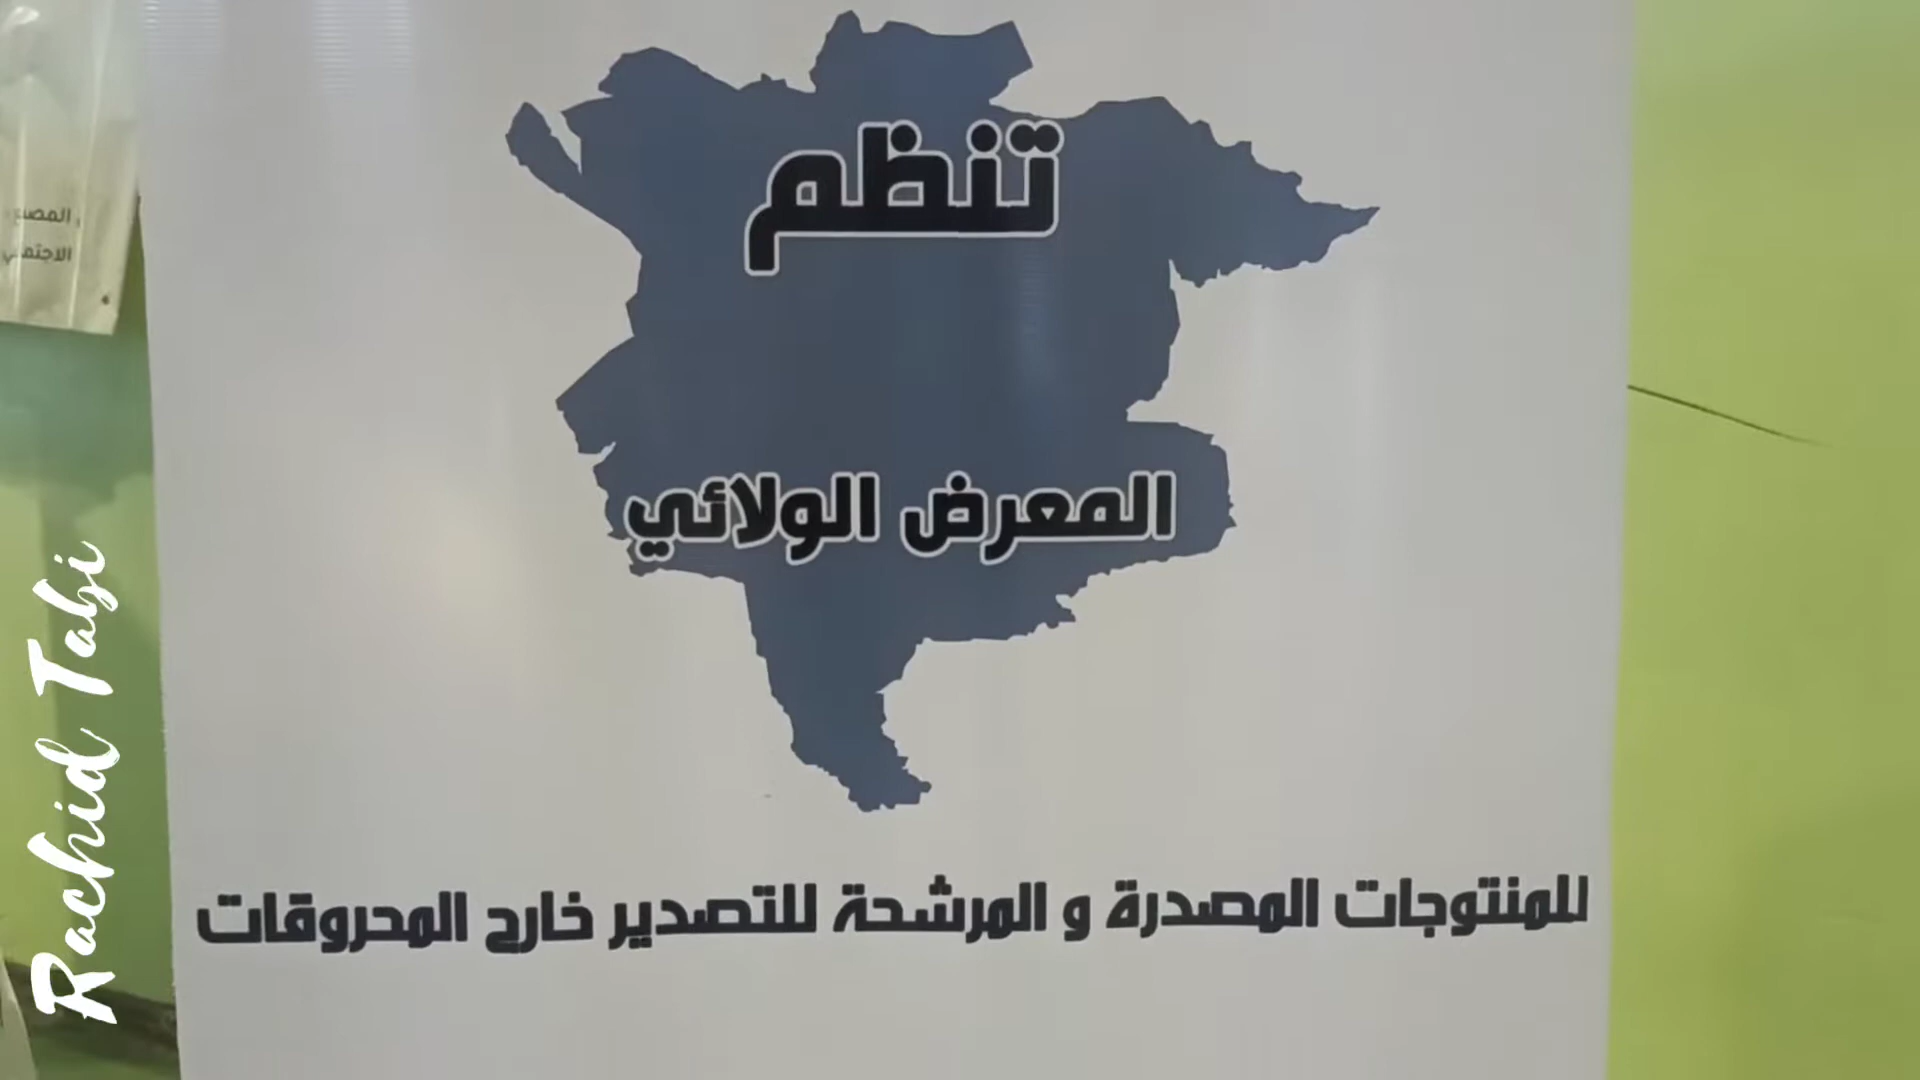 تنظم
المعرض الولائي
للمنتوجات المصدرة و المرشحة للتصدير خارج المحروقات
Rachid Tabi